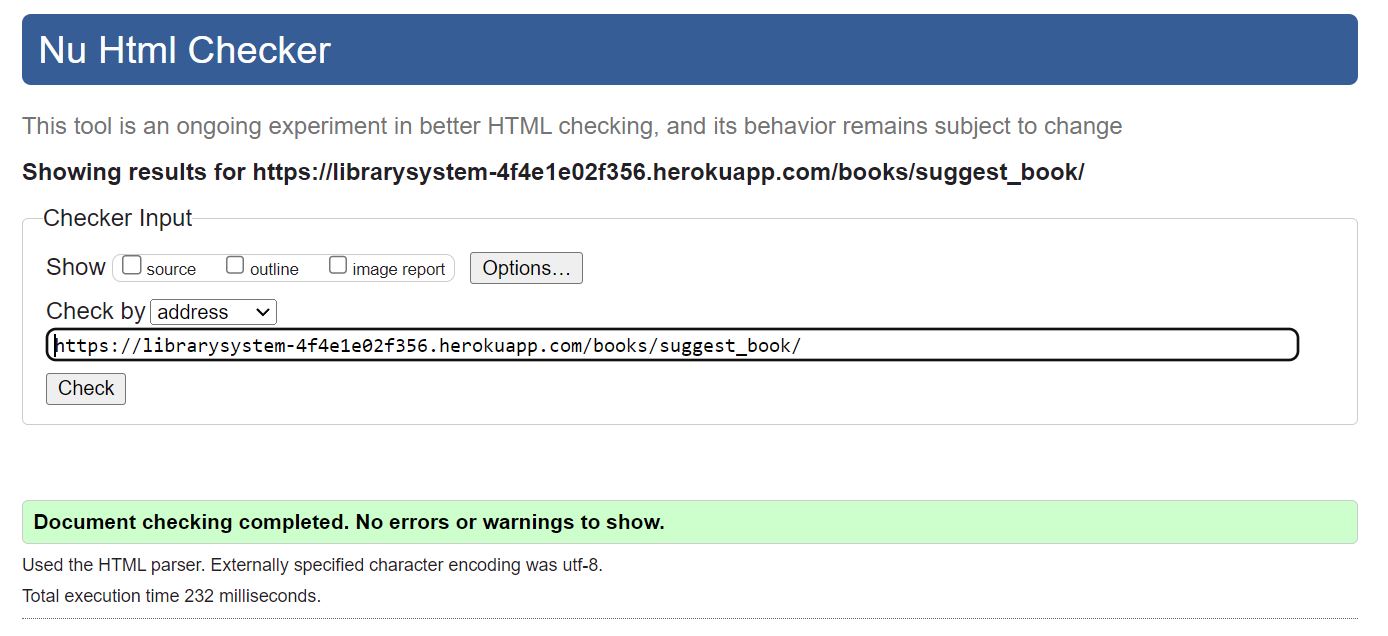 Nu Html Checker
This tool is an ongoing experiment in better HTML checking, and its behavior remains subject to change
Showing results for https://librarysystem-4f4e1e02f356.herokuapp.com/books/suggest_book/
Checker Input
Show source outline image report Options...
Check by address
https://librarysystem-4f4e1e02f356.herokuapp.com/books/suggest_book/
Check
Document checking completed. No errors or warnings to show.
Used the HTML parser. Externally specified character encoding was utf-8.
Total execution time 232 milliseconds.